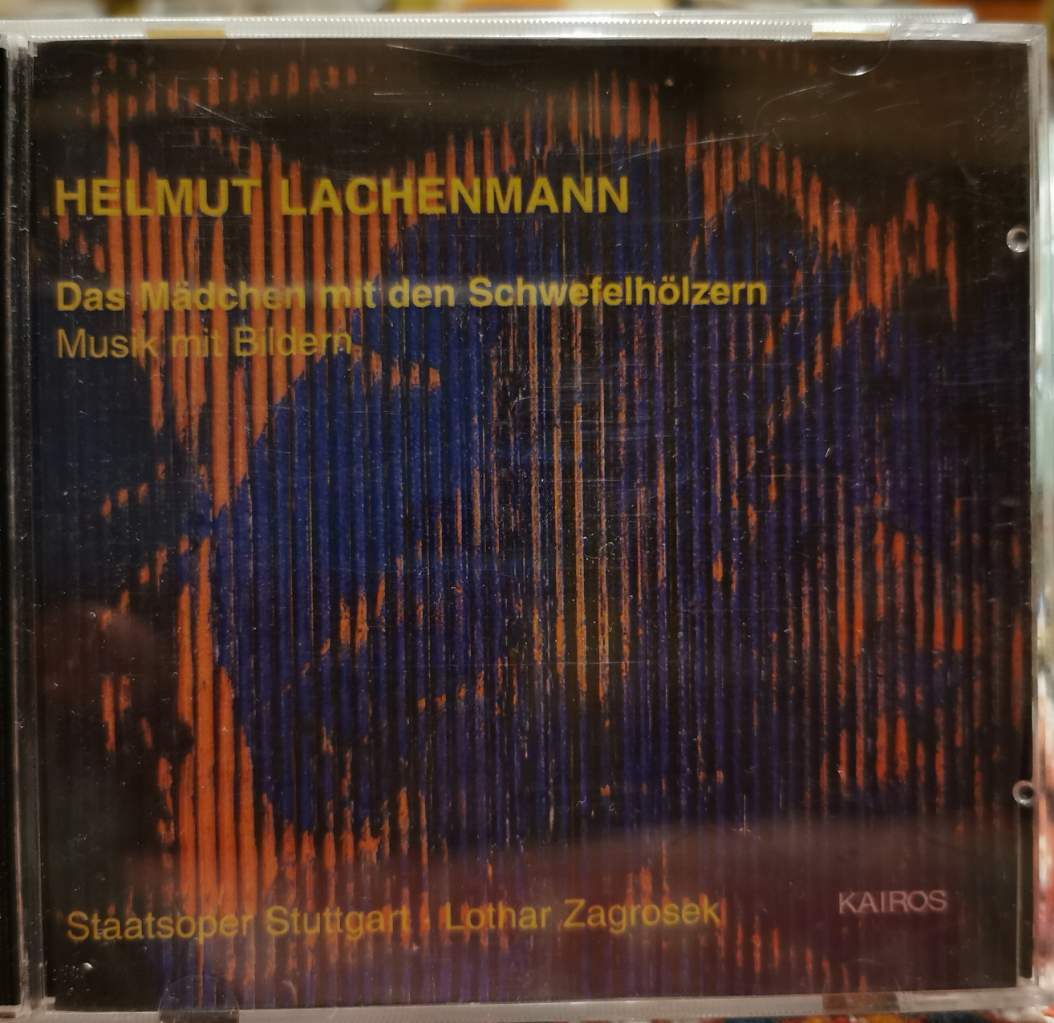 HELMUT LACHENMANN
Das Mädchen mit den Schwefelhölzern
Musik mit Bildern
Staatsoper Stuttgart · Lothar Zagrosek
KAIROS